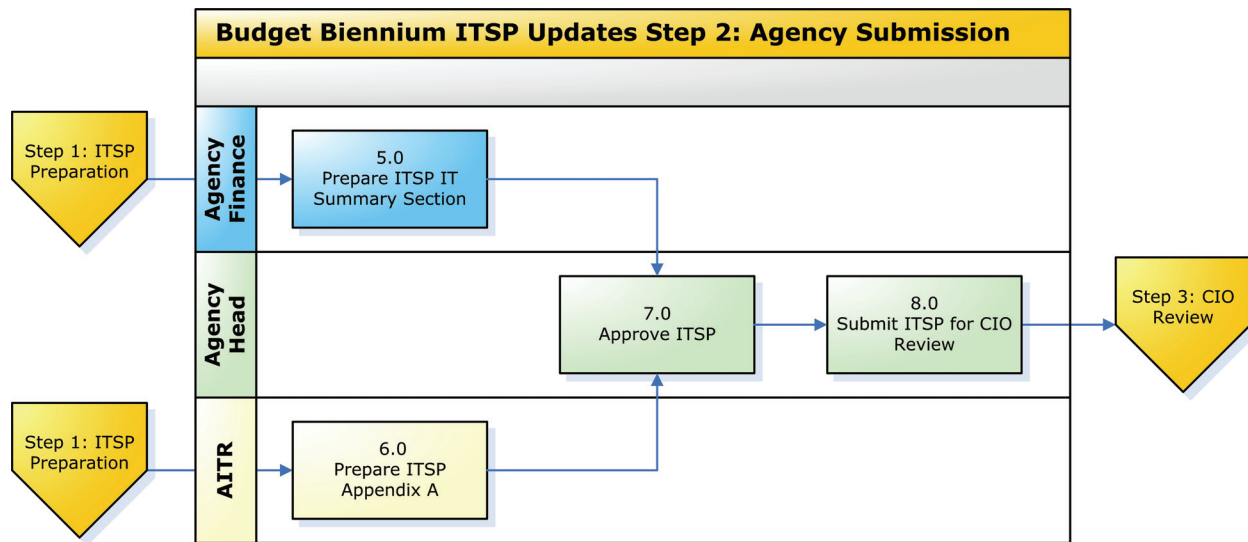 Budget Biennium ITSP Updates Step 2: Agency Submission
Step 1: ITSP
Preparation
Agency
Finance
5.0
Prepare ITSP IT
Summary Section
Agency
Head
7.0
Approve ITSP
8.0
Submit ITSP for CIO
Review
Step 3: CIO
Review
Step 1: ITSP
Preparation
AITR
6.0
Prepare ITSP
Appendix A